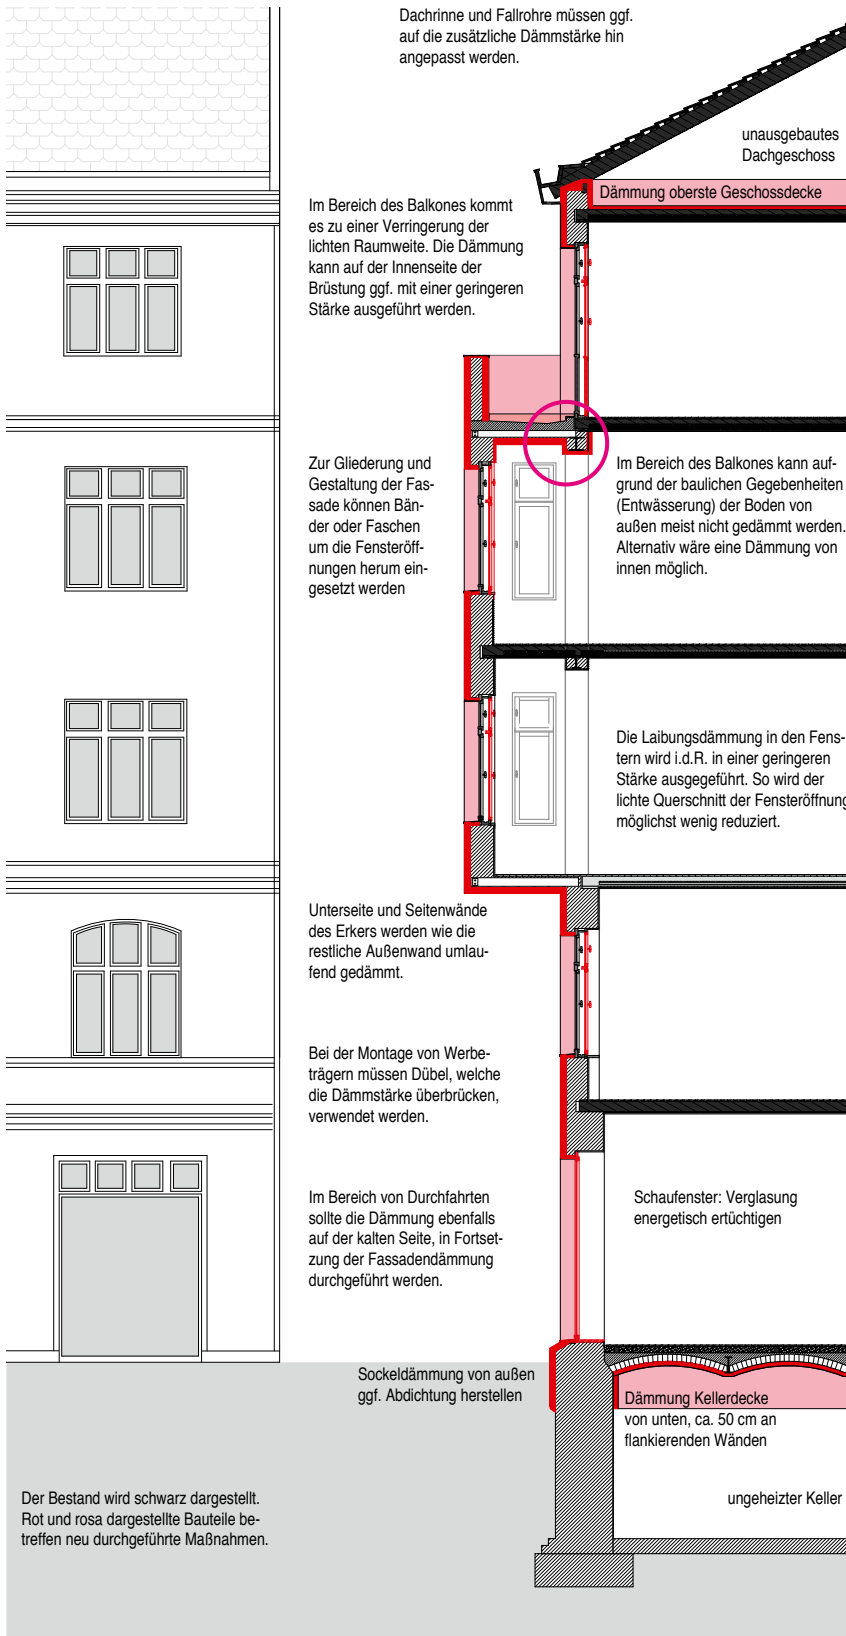 Dachrinne und Fallrohre müssen ggf.
auf die zusätzliche Dämmstärke hin
angepasst werden.
unausgebautes
Dachgeschoss
Dämmung oberste Geschossdecke
Im Bereich des Balkones kommt
es zu einer Verringerung der
lichten Raumweite. Die Dämmung
kann auf der Innenseite der
Brüstung ggf. mit einer geringeren
Stärke ausgeführt werden.
Zur Gliederung und
Gestaltung der Fas-
sade können Bän-
der oder Faschen
um die Fensteröff-
nungen herum ein-
gesetzt werden
Im Bereich des Balkones kann auf-
grund der baulichen Gegebenheiten
(Entwässerung) der Boden von
außen meist nicht gedämmt werden.
Alternativ wäre eine Dämmung von
innen möglich.
Die Laibungsdämmung in den Fens-
tern wird i.d.R. in einer geringeren
Stärke ausgegeführt. So wird der
lichte Querschnitt der Fensteröffnung
möglichst wenig reduziert.
Unterseite und Seitenwände
des Erkers werden wie die
restliche Außenwand umlau-
fend gedämmt.
Bei der Montage von Werbe-
trägern müssen Dübel, welche
die Dämmstärke überbrücken,
verwendet werden.
Im Bereich von Durchfahrten
sollte die Dämmung ebenfalls
auf der kalten Seite, in Fortset-
zung der Fassadendämmung
durchgeführt werden.
Schaufenster: Verglasung
energetisch ertüchtigen
Sockeldämmung von außen
ggf. Abdichtung herstellen
Dämmung Kellerdecke
von unten, ca. 50 cm an
flankierenden Wänden
ungeheizter Keller
Der Bestand wird schwarz dargestellt.
Rot und rosa dargestellte Bauteile be-
treffen neu durchgeführte Maßnahmen.